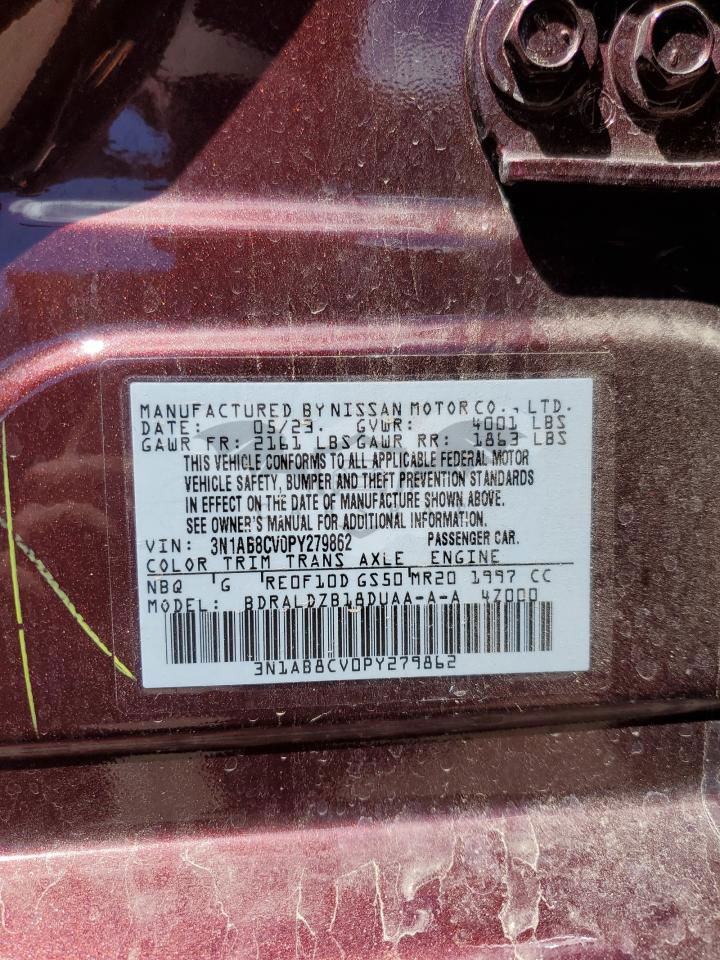 MANUFACTURED BY NISSAN MOTOR CO., LTD.
DATE: 05/23. GVWR: 4001 LBS
GAWR FR: 2161 LBS GAWR RR: 1863 LBS
THIS VEHICLE CONFORMS TO ALL APPLICABLE FEDERAL MOTOR
VEHICLE SAFETY, BUMPER AND THEFT PREVENTION STANDARDS
IN EFFECT ON THE DATE OF MANUFACTURE SHOWN ABOVE.
SEE OWNER'S MANUAL FOR ADDITIONAL INFORMATION.
VIN: 3N1AB8CV0PY279862 PASSENGER CAR.
COLOR TRIM TRANS AXLE ENGINE
NBQ G RE0F10D GS50 MR20 1997 CC
MODEL: BDRALDZB18DUAA-A-A 4Z000
3N1AB8CV0PY279862